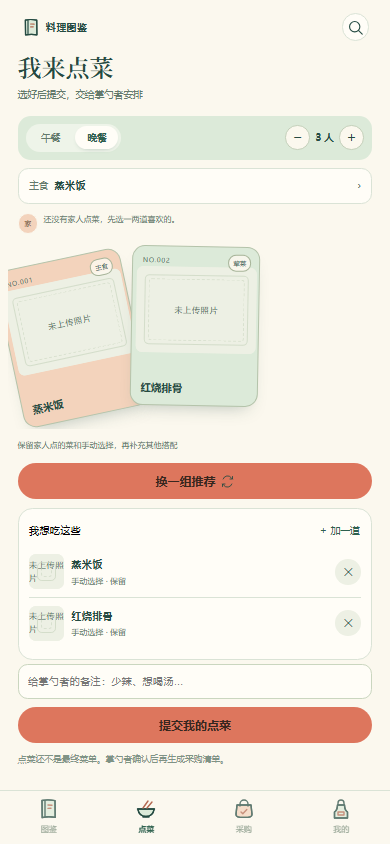 料理图鉴
我来点菜
选好后提交，交给掌勺者安排
午餐
晚餐
− 3 人 +
主食 蒸米饭 ›
家 还没有家人点菜，先选一两道喜欢的。
NO.001
主食
未上传照片
蒸米饭
NO.002
荤菜
未上传照片
红烧排骨
保留家人点的菜和手动选择，再补充其他搭配
换一组推荐
我想吃这些
+ 加一道
未上传照
片
蒸米饭
手动选择 · 保留
未上传照
片
红烧排骨
手动选择 · 保留
给掌勺者的备注：少辣、想喝汤...
提交我的点菜
点菜还不是最终菜单。掌勺者确认后再生成采购清单。
图鉴
点菜
采购
我的